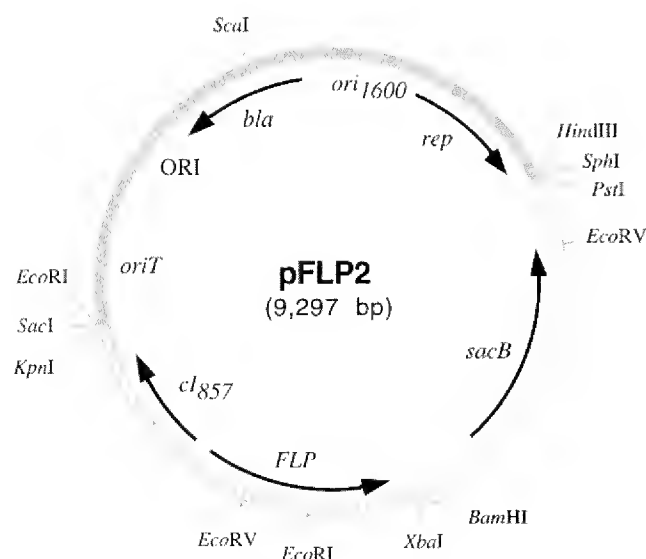 ScaI
ori1600
bla
rep
HindIII
SphI
PstI
ORI
EcoRV
EcoRI
oriT
pFLP2
(9,297 bp)
SacI
sacB
KpnI
cI857
FLP
BamHI
EcoRV
EcoRI
XbaI